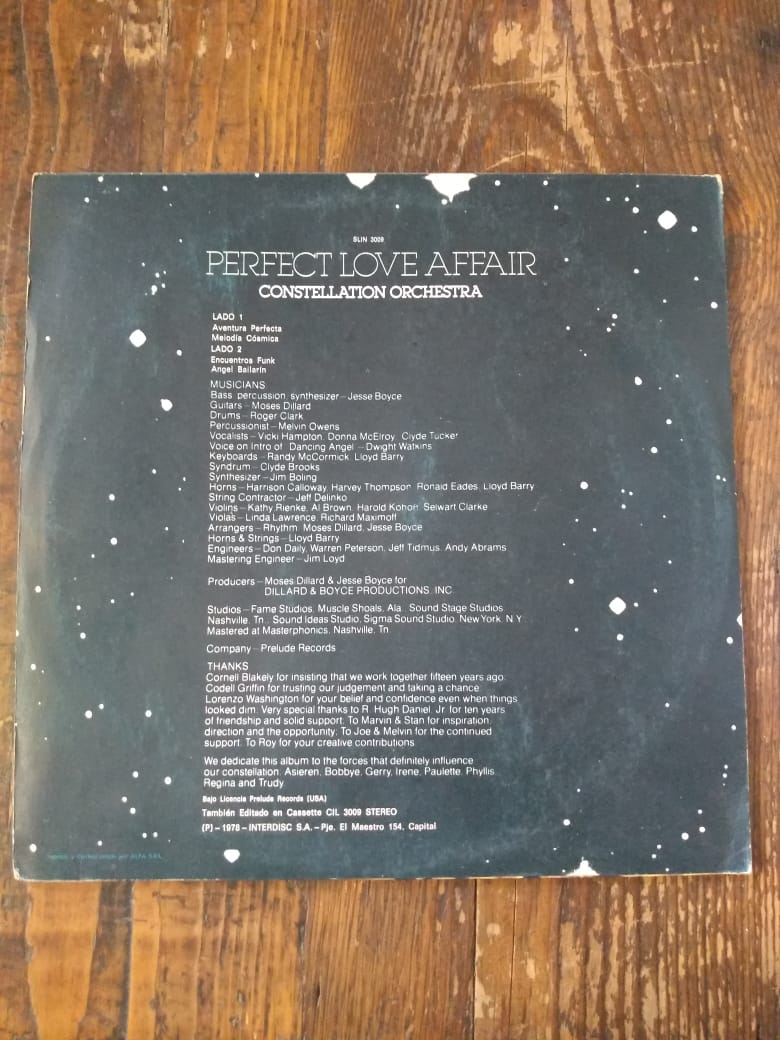 SLIN 3009
PERFECT LOVE AFFAIR
CONSTELLATION ORCHESTRA
LADO 1
Aventura Perfecta
Melodía Cósmica
LADO 2
Encuentros Funk
Angel Bailarín
MUSICIANS
Bass, percussion, synthesizer – Jesse Boyce
Guitars – Moses Dillard
Drums – Roger Clark
Percussionist – Melvin Owens
Vocalists – Vicki Hampton, Donna McElroy, Clyde Tucker
Voice on Intro of Dancing Angel – Dwight Watkins
Keyboards – Randy McCormick, Lloyd Barry
Syndrum – Clyde Brooks
Synthesizer – Jim Boling
Horns – Harrison Calloway, Harvey Thompson, Ronald Eades, Lloyd Barry
String Contractor – Jeff Delinko
Violins – Kathy Rienke, Al Brown, Harold Kohon, Selwart Clarke
Violas – Linda Lawrence, Richard Maximoff
Arrangers – Rhythm, Moses Dillard, Jesse Boyce
Horns & Strings – Lloyd Barry
Engineers – Don Daily, Warren Peterson, Jeff Tidmus, Andy Abrams
Mastering Engineer – Jim Loyd
Producers – Moses Dillard & Jesse Boyce for
DILLARD & BOYCE PRODUCTIONS, INC.
Studios – Fame Studios, Muscle Shoals, Ala., Sound Stage Studios
Nashville, Tn., Sound Ideas Studio, Sigma Sound Studio, New York, N.Y.
Mastered at Masterphonics, Nashville, Tn.
Company – Prelude Records
THANKS
Cornell Blakely for insisting that we work together fifteen years ago.
Codell Griffin for trusting our judgement and taking a chance.
Lorenzo Washington for your belief and confidence even when things
looked dim. Very special thanks to R. Hugh Daniel, Jr. for ten years
of friendship and solid support. To Marvin & Stan for inspiration,
direction and the opportunity. To Joe & Melvin for the continued
support. To Roy for your creative contributions.
We dedicate this album to the forces that definitely influence
our constellation. Asieren, Bobbye, Gerry, Irene, Paulette, Phyllis,
Regina and Trudy
Bajo Licencia Prelude Records (USA)
También Editado en Cassette CIL 3009 STEREO
(P) – 1978 – INTERDISC S.A. – Pje. El Maestro 154, Capital
por ALFA S.R.L.